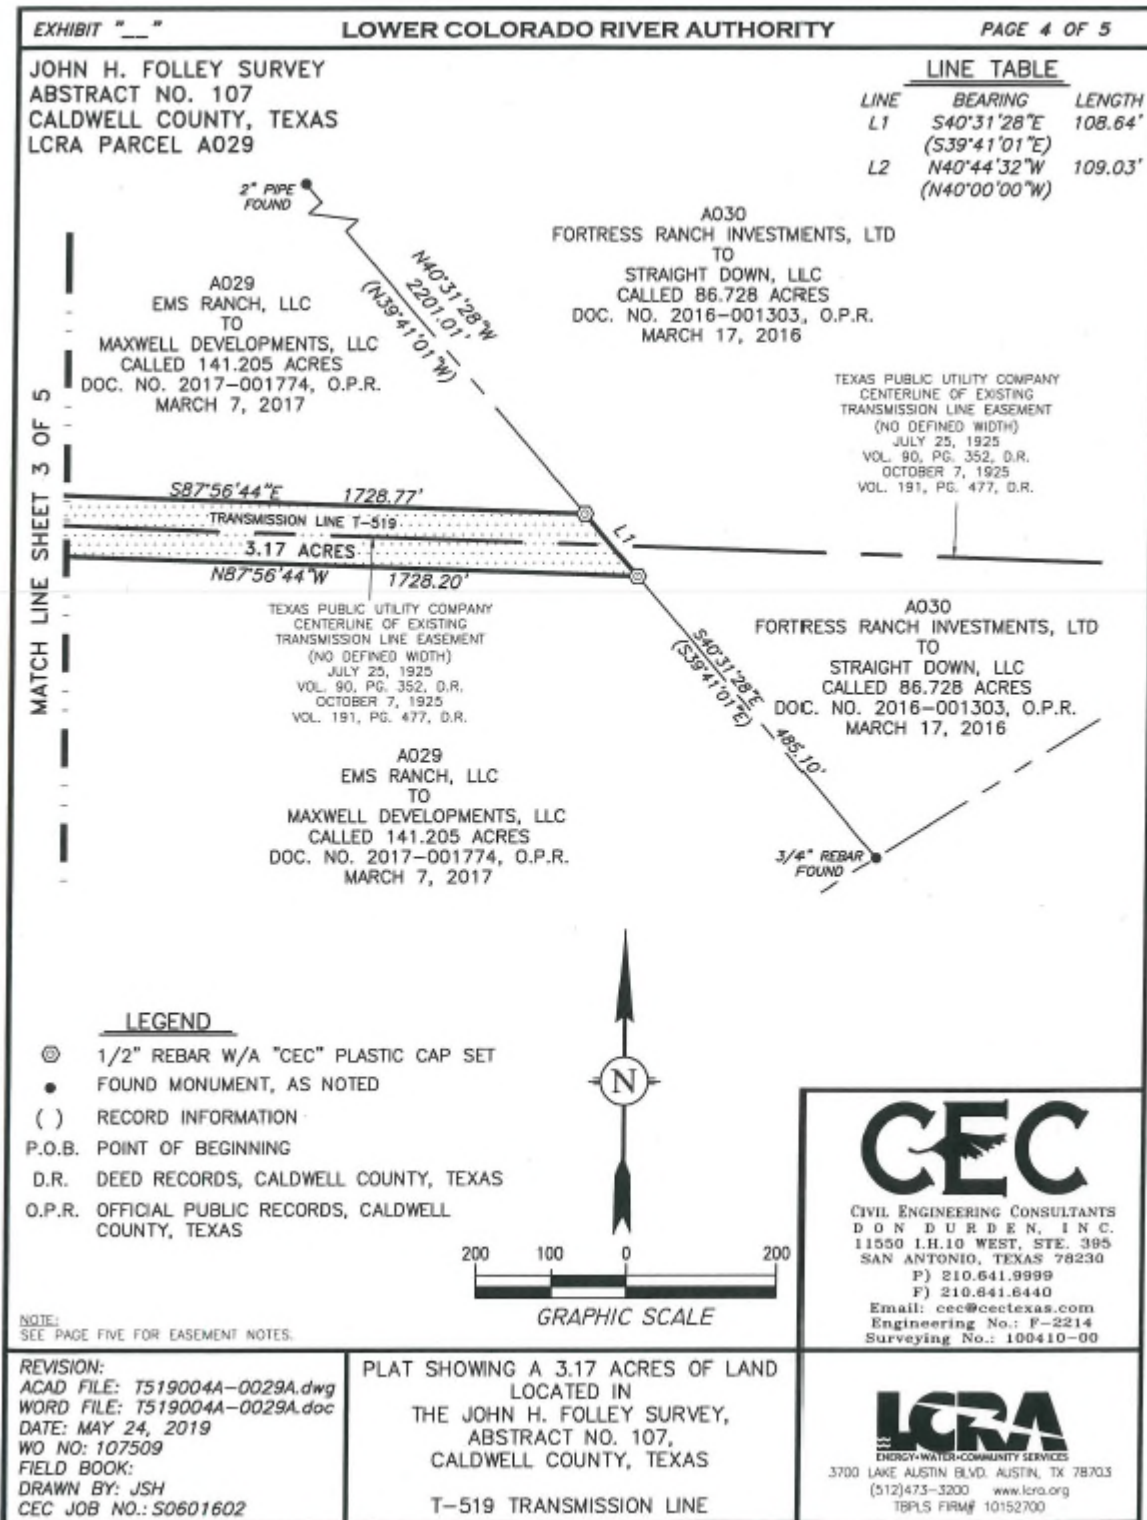 EXHIBIT "__" LOWER COLORADO RIVER AUTHORITY PAGE 4 OF 5
JOHN H. FOLLEY SURVEY
ABSTRACT NO. 107
CALDWELL COUNTY, TEXAS
LCRA PARCEL A029
LINE TABLE
LINE BEARING LENGTH
L1 S40°31'28"E 108.64'
(S39°41'01"E)
L2 N40°44'32"W 109.03'
(N40°00'00"W)
2" PIPE
FOUND
N40°31'28"W
2201.01'
(N39°41'01"W)
A030
FORTRESS RANCH INVESTMENTS, LTD
TO
STRAIGHT DOWN, LLC
CALLED 86.728 ACRES
DOC. NO. 2016-001303, O.P.R.
MARCH 17, 2016
A029
EMS RANCH, LLC
TO
MAXWELL DEVELOPMENTS, LLC
CALLED 141.205 ACRES
DOC. NO. 2017-001774, O.P.R.
MARCH 7, 2017
TEXAS PUBLIC UTILITY COMPANY
CENTERLINE OF EXISTING
TRANSMISSION LINE EASEMENT
(NO DEFINED WIDTH)
JULY 25, 1925
VOL. 90, PG. 352, D.R.
OCTOBER 7, 1925
VOL. 191, PG. 477, D.R.
MATCH LINE SHEET 3 OF 5
S87°56'44"E 1728.77'
TRANSMISSION LINE T-519
3.17 ACRES
N87°56'44"W 1728.20'
L1
TEXAS PUBLIC UTILITY COMPANY
CENTERLINE OF EXISTING
TRANSMISSION LINE EASEMENT
(NO DEFINED WIDTH)
JULY 25, 1925
VOL. 90, PG. 352, D.R.
OCTOBER 7, 1925
VOL. 191, PG. 477, D.R.
A030
FORTRESS RANCH INVESTMENTS, LTD
TO
STRAIGHT DOWN, LLC
CALLED 86.728 ACRES
DOC. NO. 2016-001303, O.P.R.
MARCH 17, 2016
S40°31'28"E
(S39°41'01"E)
485.10'
A029
EMS RANCH, LLC
TO
MAXWELL DEVELOPMENTS, LLC
CALLED 141.205 ACRES
DOC. NO. 2017-001774, O.P.R.
MARCH 7, 2017
3/4" REBAR
FOUND
LEGEND
1/2" REBAR W/A "CEC" PLASTIC CAP SET
FOUND MONUMENT, AS NOTED
( ) RECORD INFORMATION
P.O.B. POINT OF BEGINNING
D.R. DEED RECORDS, CALDWELL COUNTY, TEXAS
O.P.R. OFFICIAL PUBLIC RECORDS, CALDWELL
COUNTY, TEXAS
N
200 100 0 200
GRAPHIC SCALE
NOTE:
SEE PAGE FIVE FOR EASEMENT NOTES.
CEC
CIVIL ENGINEERING CONSULTANTS
DON DURDEN, INC.
11550 I.H.10 WEST, STE. 395
SAN ANTONIO, TEXAS 78230
P) 210.641.9999
F) 210.641.6440
Email: cec@cectexas.com
Engineering No.: F-2214
Surveying No.: 100410-00
REVISION:
ACAD FILE: T519004A-0029A.dwg
WORD FILE: T519004A-0029A.doc
DATE: MAY 24, 2019
WO NO: 107509
FIELD BOOK:
DRAWN BY: JSH
CEC JOB NO.: S0601602
PLAT SHOWING A 3.17 ACRES OF LAND
LOCATED IN
THE JOHN H. FOLLEY SURVEY,
ABSTRACT NO. 107,
CALDWELL COUNTY, TEXAS
T-519 TRANSMISSION LINE
LCRA
ENERGY•WATER•COMMUNITY SERVICES
3700 LAKE AUSTIN BLVD. AUSTIN, TX 78703
(512)473-3200 www.lcra.org
TBPLS FIRM# 10152700